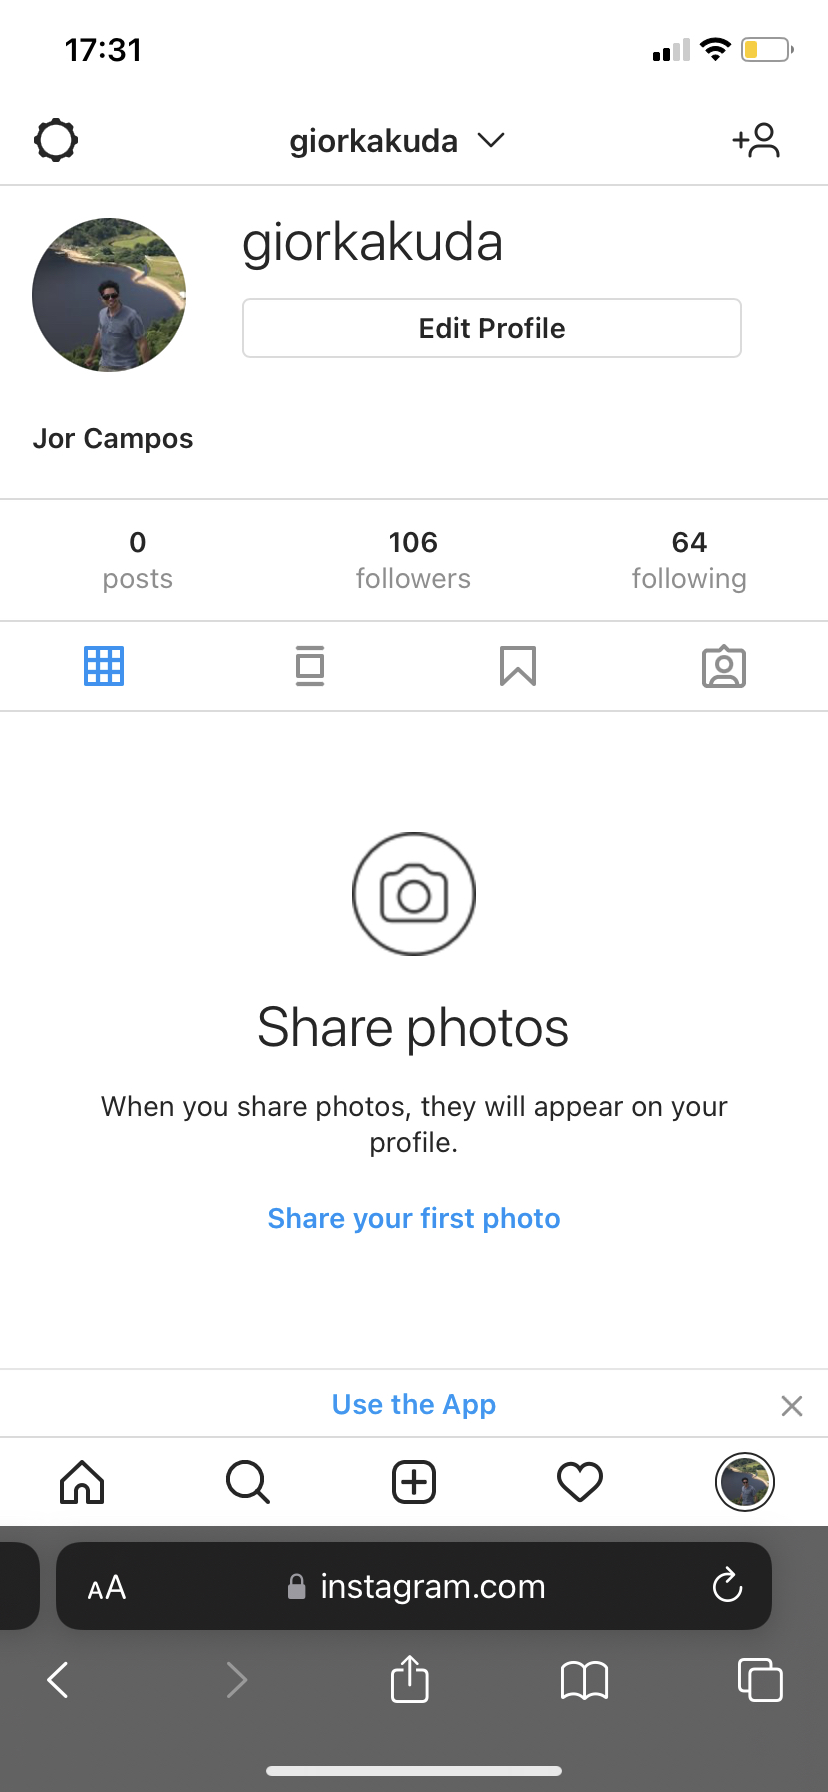 17:31
giorkakuda
giorkakuda
Edit Profile
Jor Campos
0 106 64
posts followers following
Share photos
When you share photos, they will appear on your
profile.
Share your first photo
Use the App
AA instagram.com